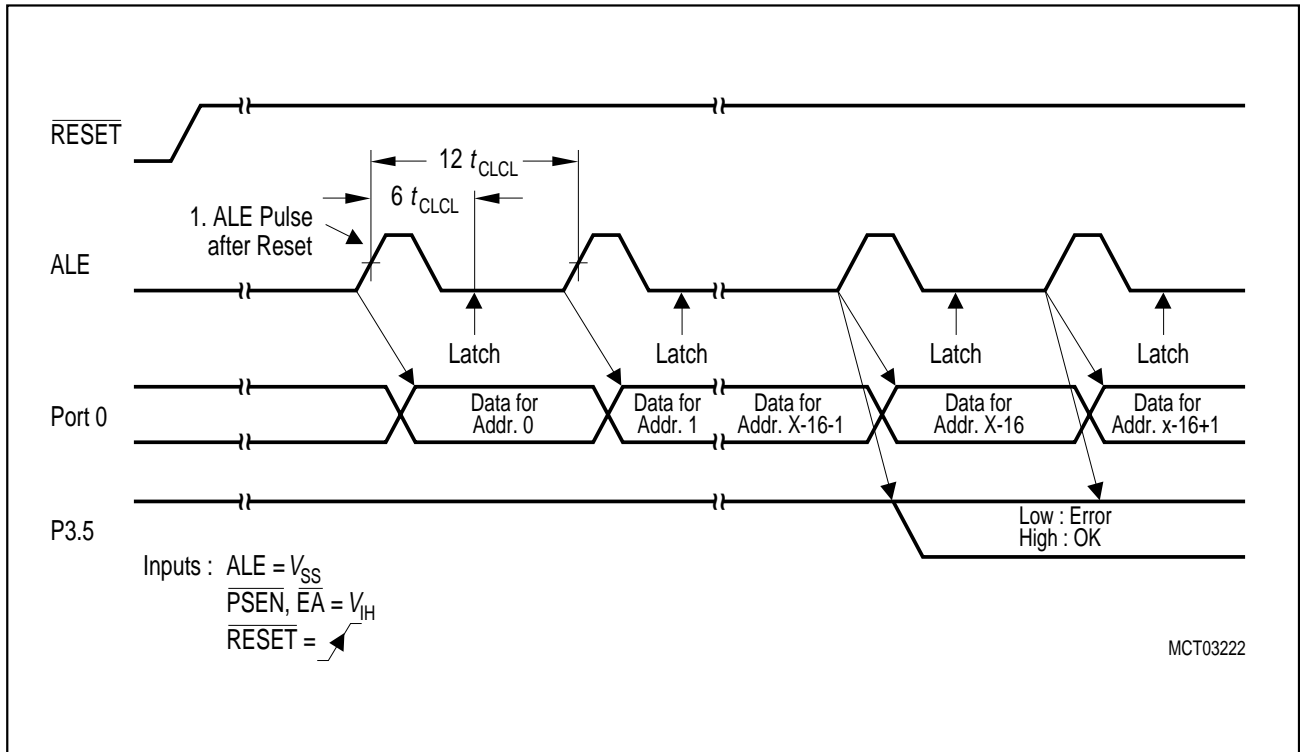 RESET
12 tCLCL
6 tCLCL
1. ALE Pulse
after Reset
ALE
Latch
Latch
Latch
Latch
Port 0
Data for
Addr. 0
Data for
Addr. 1
Data for
Addr. X-16-1
Data for
Addr. X-16
Data for
Addr. x-16+1
P3.5
Low : Error
High : OK
Inputs : ALE = VSS
PSEN, EA = VIH
RESET =
MCT03222